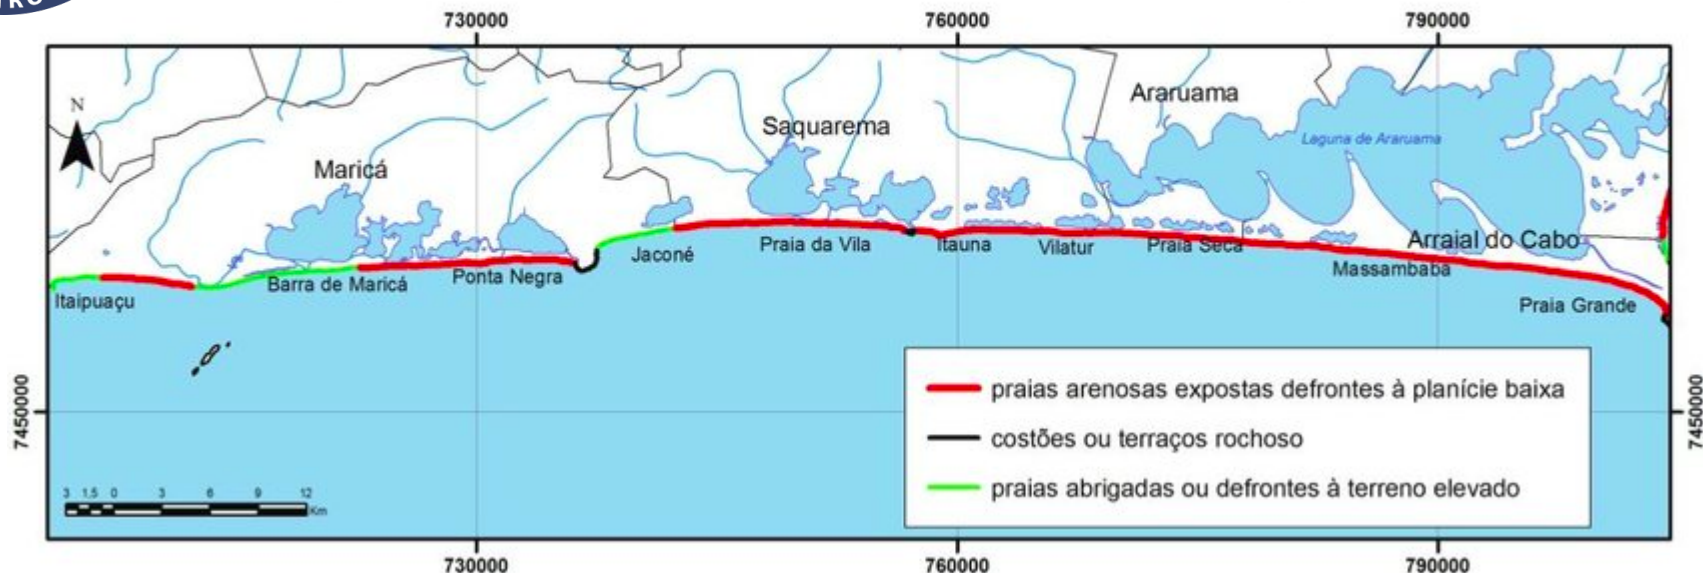 730000
760000
790000
N
Araruama
Saquarema
Laguna de Araruama
Maricá
Arraial do Cabo
Jaconé
Praia da Vila
Itauna
Vilatur
Praia Seca
Massambaba
Ponta Negra
Barra de Maricá
Itaipuaçu
Praia Grande
praias arenosas expostas defrontes à planície baixa
costões ou terraços rochoso
praias abrigadas ou defrontes à terreno elevado
7450000
7450000
3 1,5 0 3 6 9 12
Km
730000
760000
790000